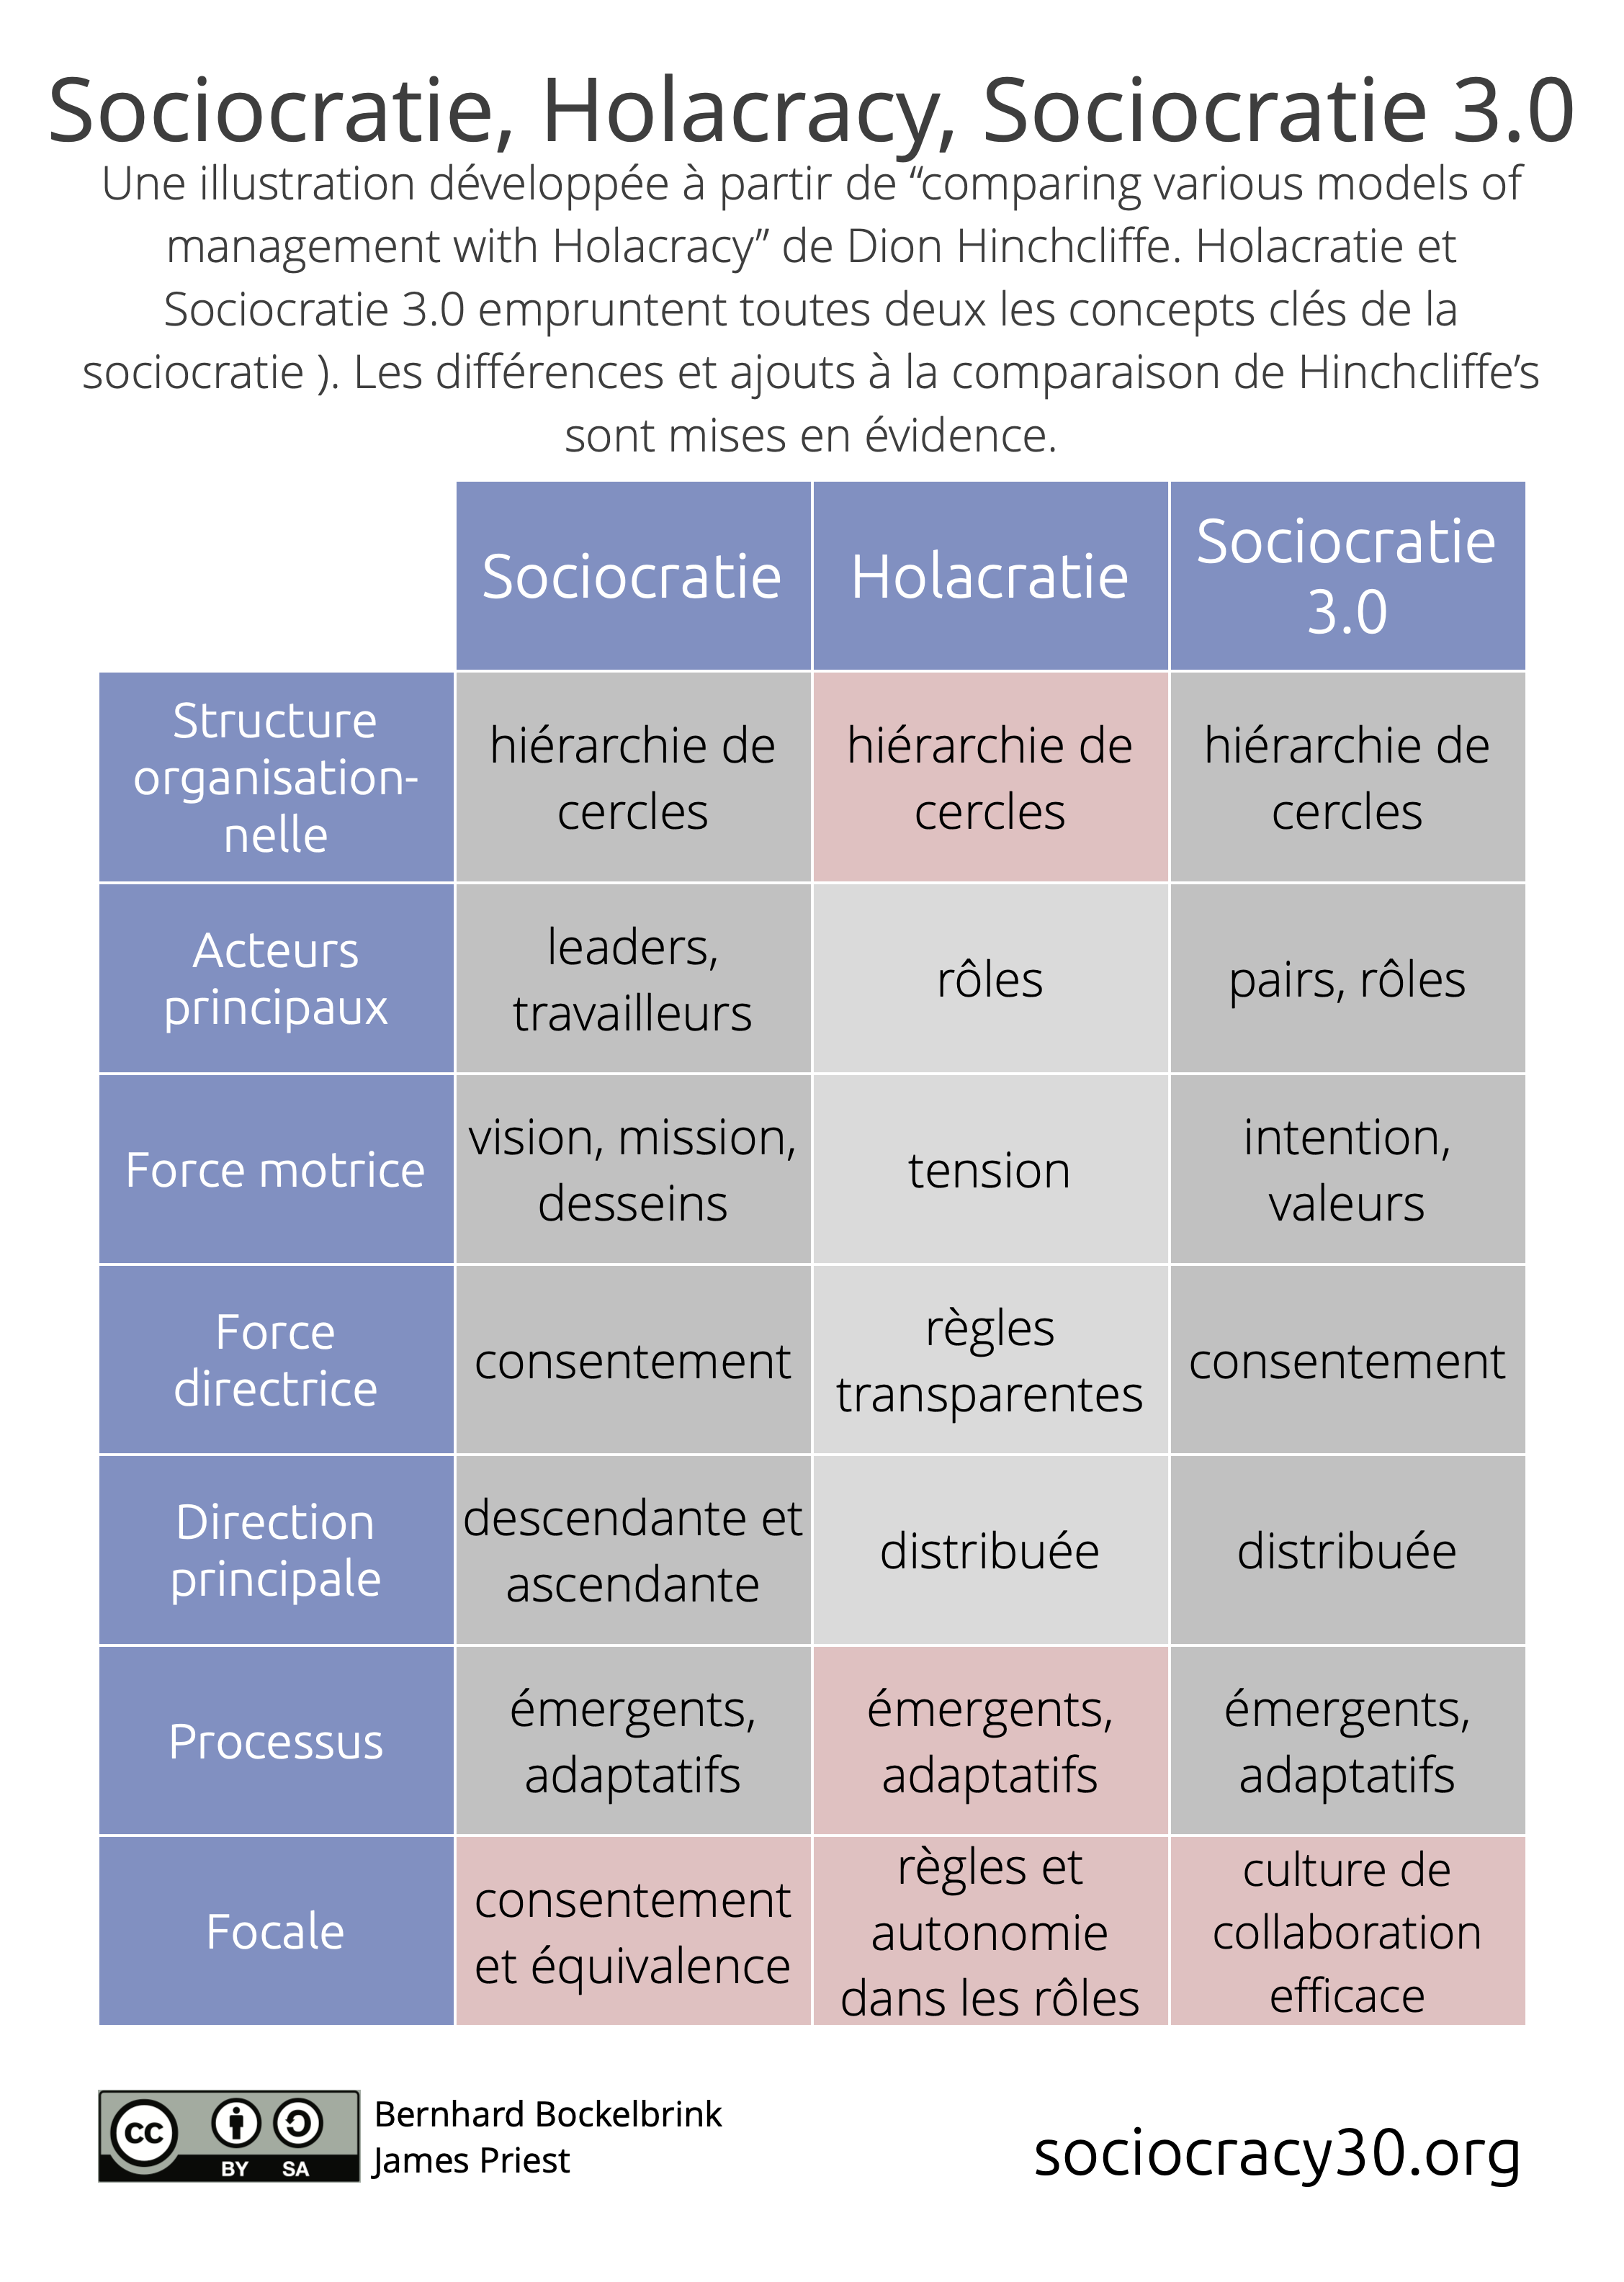 Sociocratie, Holacracy, Sociocratie 3.0
Une illustration développée à partir de “comparing various models of
management with Holacracy” de Dion Hinchcliffe. Holacratie et
Sociocratie 3.0 empruntent toutes deux les concepts clés de la
sociocratie ). Les différences et ajouts à la comparaison de Hinchcliffe’s
sont mises en évidence.
Sociocratie
Holacratie
Sociocratie
3.0
Structure
organisation-
nelle
hiérarchie de
cercles
hiérarchie de
cercles
hiérarchie de
cercles
Acteurs
principaux
leaders,
travailleurs
rôles
pairs, rôles
Force motrice
vision, mission,
desseins
tension
intention,
valeurs
Force
directrice
consentement
règles
transparentes
consentement
Direction
principale
descendante et
ascendante
distribuée
distribuée
Processus
émergents,
adaptatifs
émergents,
adaptatifs
émergents,
adaptatifs
Focale
consentement
et équivalence
règles et
autonomie
dans les rôles
culture de
collaboration
efficace
cc
BY SA
Bernhard Bockelbrink
James Priest
sociocracy30.org